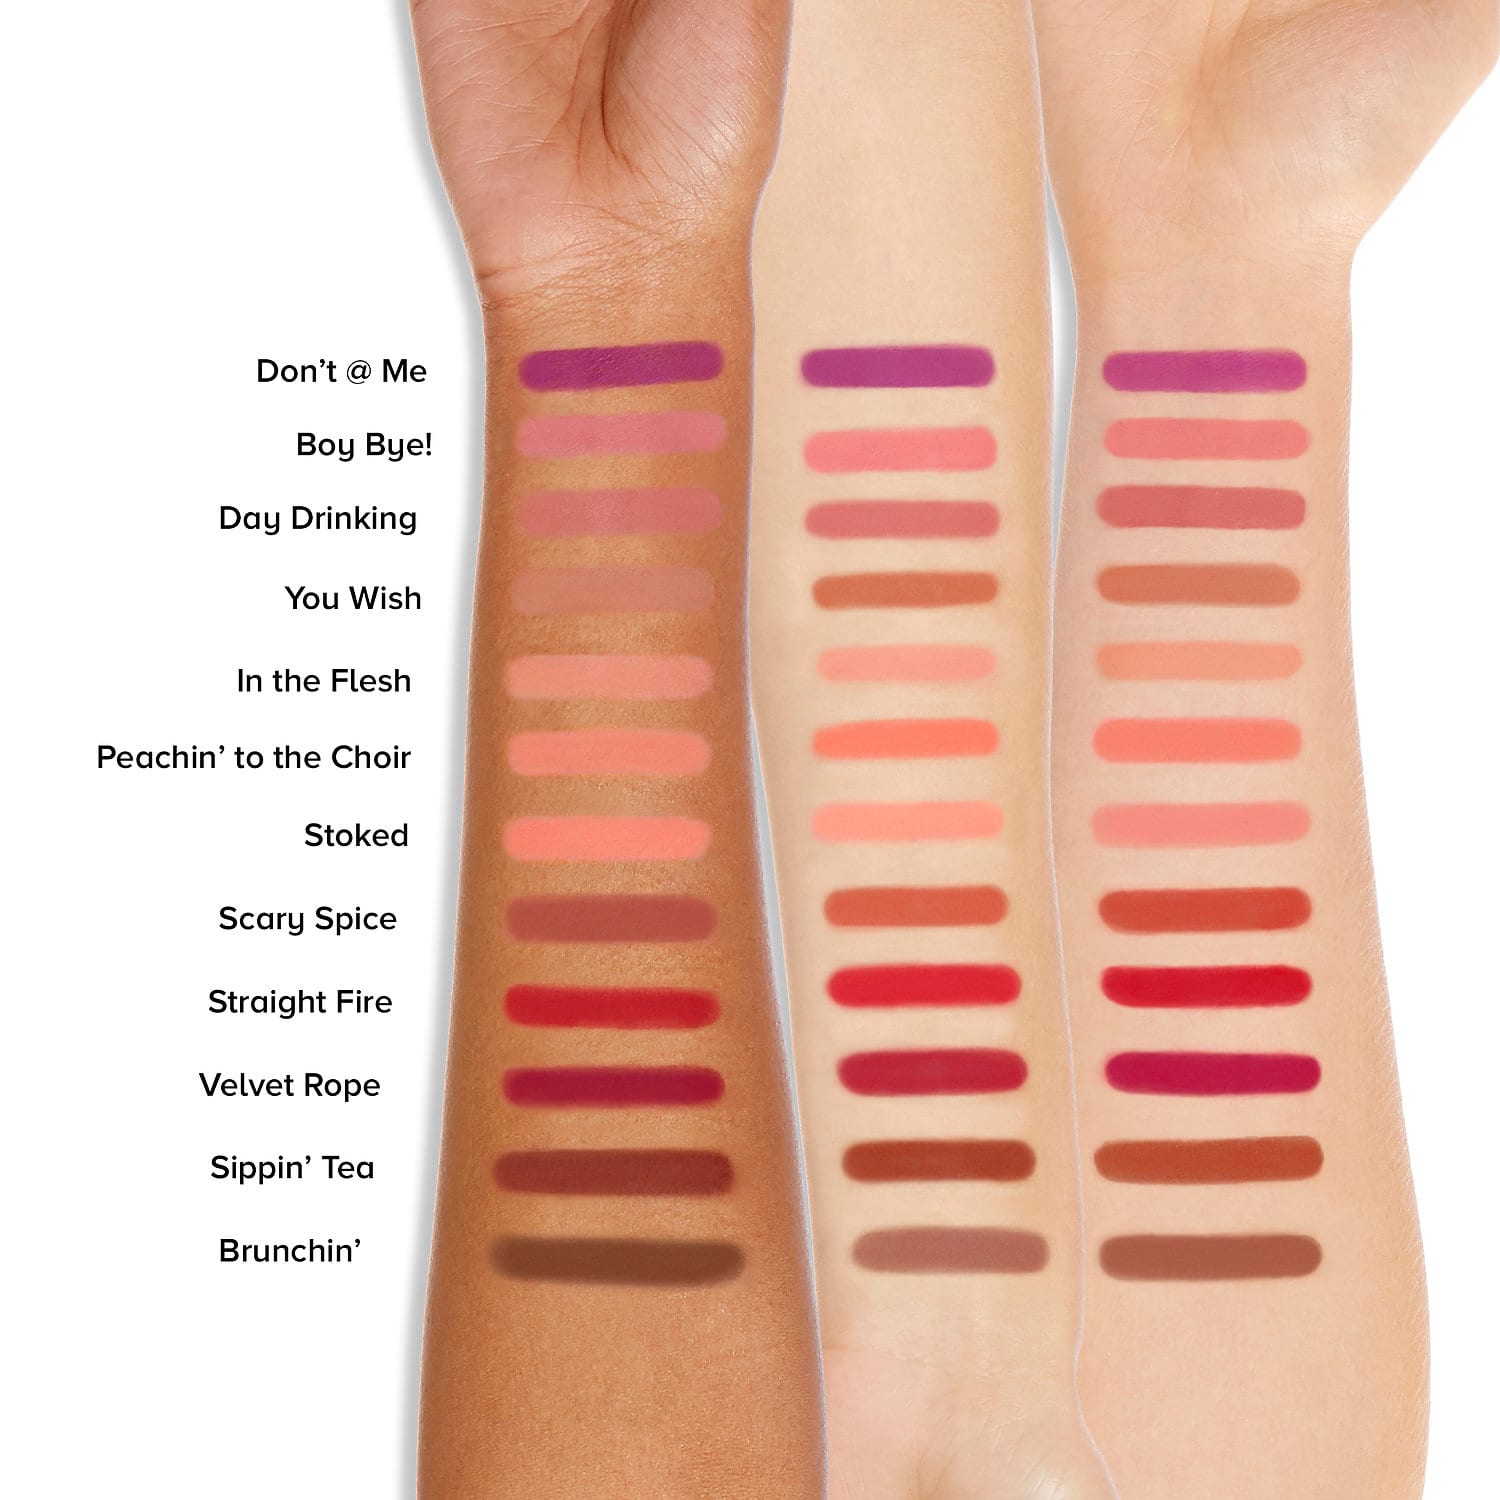 Don’t @ Me
Boy Bye!
Day Drinking
You Wish
In the Flesh
Peachin’ to the Choir
Stoked
Scary Spice
Straight Fire
Velvet Rope
Sippin’ Tea
Brunchin’